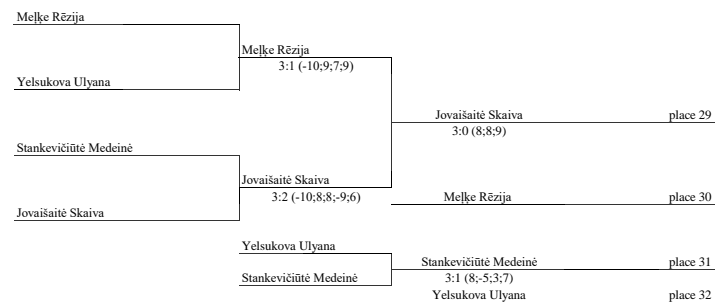 Meļķe Rēzija
Meļķe Rēzija
3:1 (-10;9;7;9)
Yelsukova Ulyana
Jovaišaitė Skaiva place 29
3:0 (8;8;9)
Stankevičiūtė Medeinė
Jovaišaitė Skaiva
3:2 (-10;8;8;-9;6)
Meļķe Rēzija place 30
Jovaišaitė Skaiva
Yelsukova Ulyana
Stankevičiūtė Medeinė place 31
Stankevičiūtė Medeinė
3:1 (8;-5;3;7)
Yelsukova Ulyana place 32